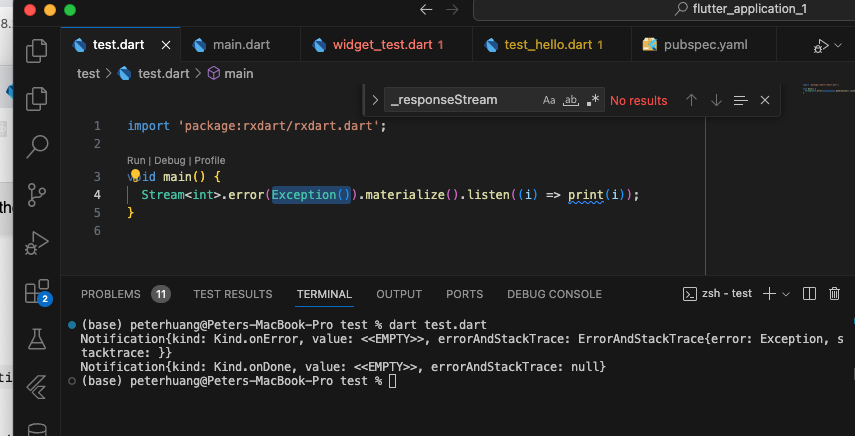 flutter_application_1
8.
test.dart
main.dart
widget_test.dart 1
test_hello.dart 1
pubspec.yaml
test > test.dart > main
_responseStream
Aa
ab
.*
No results
1 import 'package:rxdart/rxdart.dart';
2
Run | Debug | Profile
3 void main() {
4 Stream<int>.error(Exception()).materialize().listen((i) => print(i));
5 }
6
the
2
PROBLEMS 11 TEST RESULTS TERMINAL OUTPUT PORTS DEBUG CONSOLE
zsh - test
(base) peterhuang@Peters-MacBook-Pro test % dart test.dart
Notification{kind: Kind.onError, value: <<EMPTY>>, errorAndStackTrace: ErrorAndStackTrace{error: Exception, s
tacktrace: }}
Notification{kind: Kind.onDone, value: <<EMPTY>>, errorAndStackTrace: null}
(base) peterhuang@Peters-MacBook-Pro test %
ti